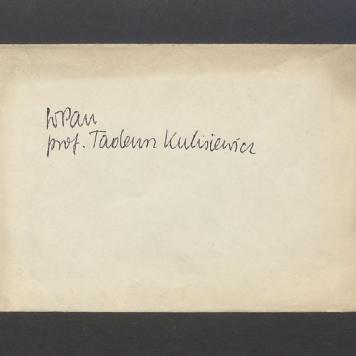 WPan
prof. Tadeusz Kulisiewicz